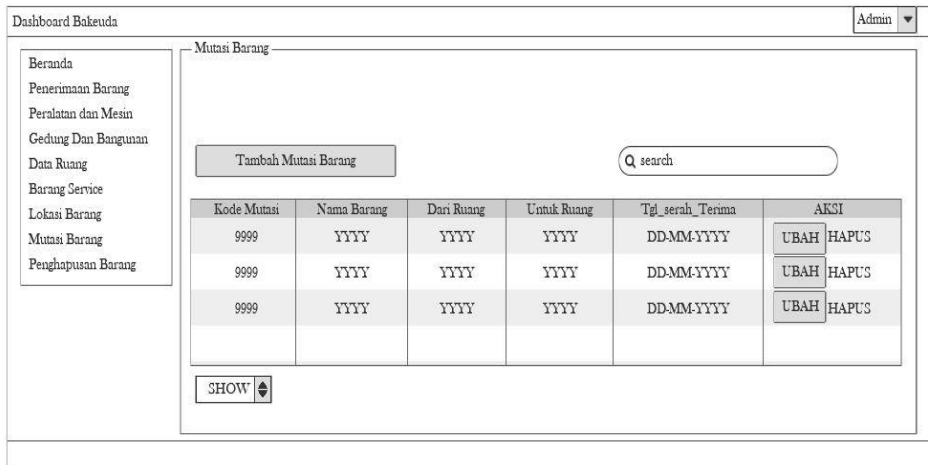 Dashboard Bakeuda
Admin
Beranda
Penerimaan Barang
Peralatan dan Mesin
Gedung Dan Bangunan
Data Ruang
Barang Service
Lokasi Barang
Mutasi Barang
Penghapusan Barang
Mutasi Barang
Tambah Mutasi Barang
search
Kode Mutasi Nama Barang Dari Ruang Untuk Ruang Tgl_serah_Terima AKSI
9999 YYYY YYYY YYYY DD-MM-YYYY UBAH HAPUS
9999 YYYY YYYY YYYY DD-MM-YYYY UBAH HAPUS
9999 YYYY YYYY YYYY DD-MM-YYYY UBAH HAPUS
SHOW